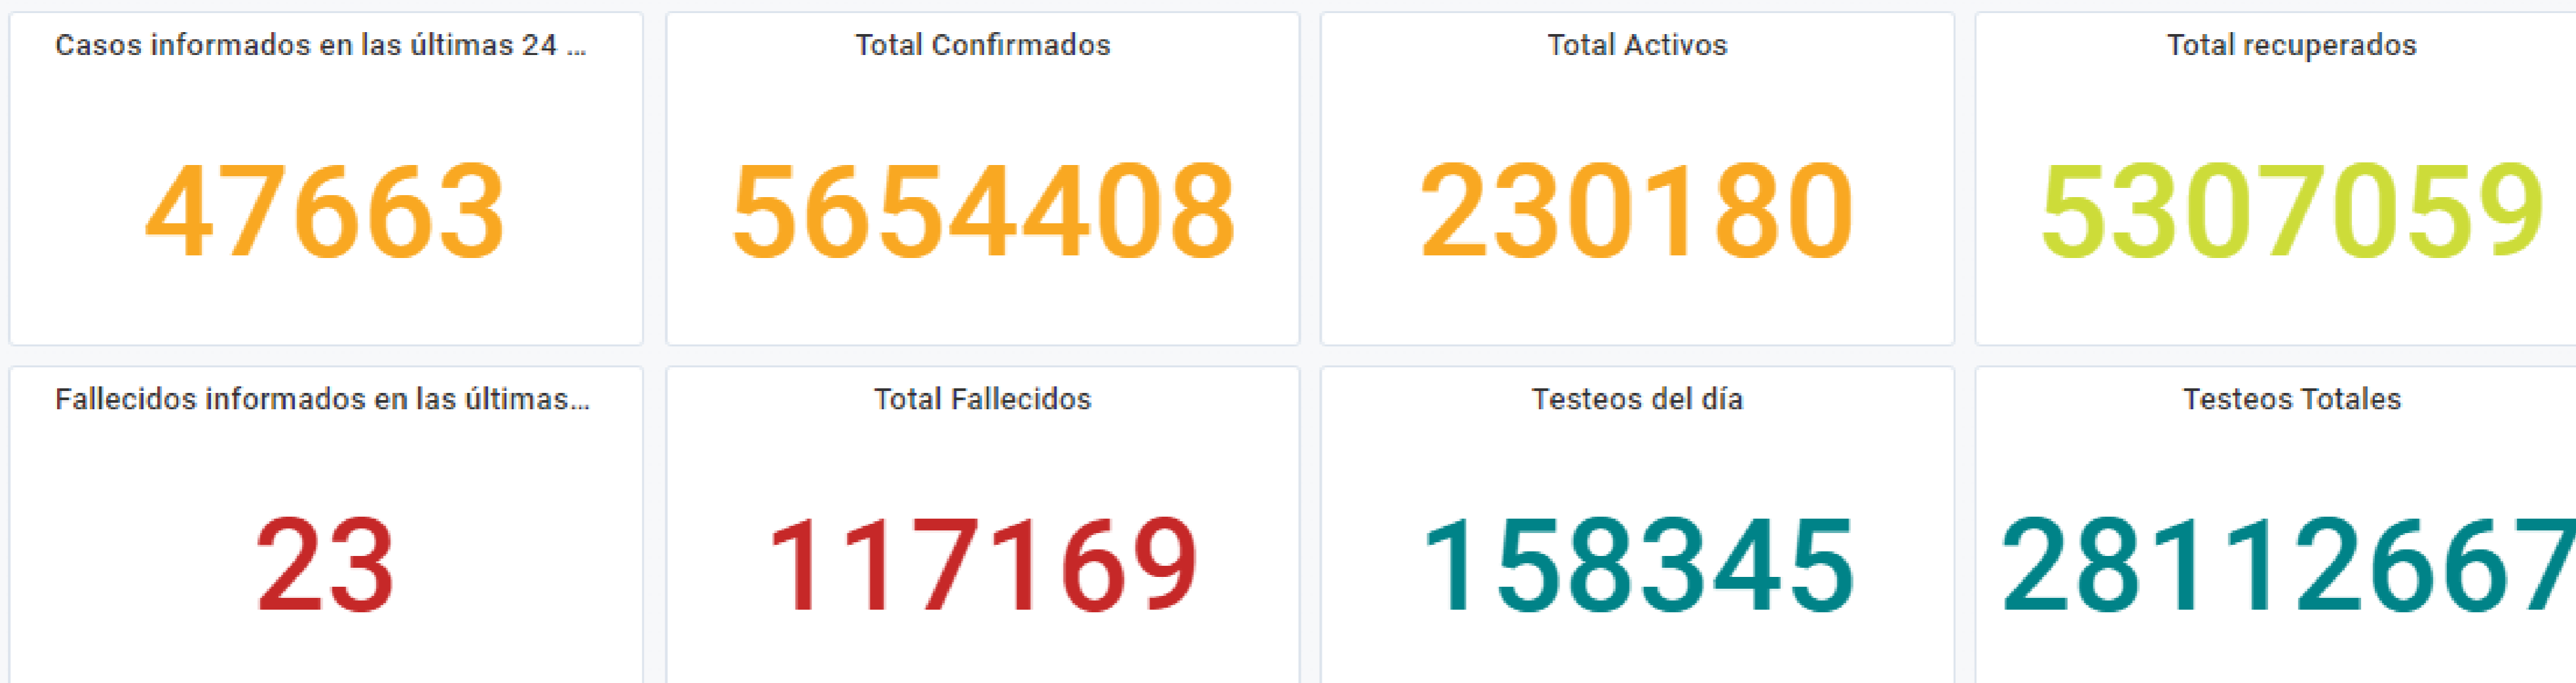 Casos informados en las últimas 24 ...
Total Confirmados
Total Activos
Total recuperados
47663
5654408
230180
5307059
Fallecidos informados en las últimas...
Total Fallecidos
Testeos del día
Testeos Totales
23
117169
158345
28112667